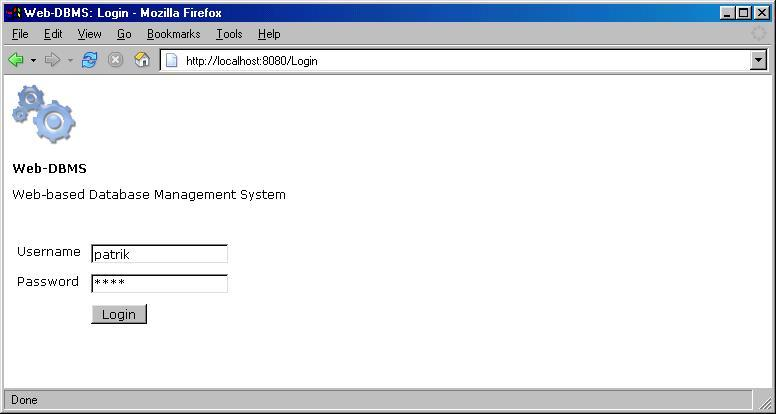 Web-DBMS: Login - Mozilla Firefox
File Edit View Go Bookmarks Tools Help
http://localhost:8080/Login
Web-DBMS
Web-based Database Management System
Username patrik
Password ****
Login
Done